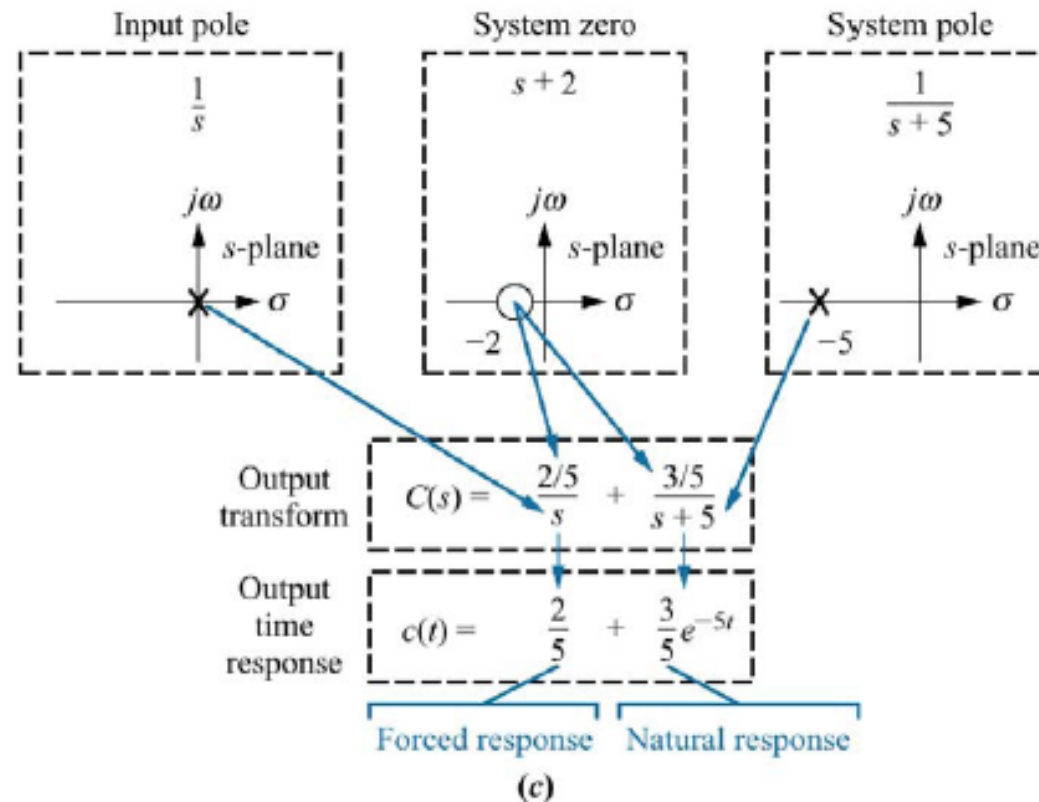 Input pole
System zero
System pole
1/s
s + 2
1/(s + 5)
jω
s-plane
σ
jω
s-plane
σ
−2
jω
s-plane
σ
−5
Output
transform
C(s) = (2/5)/s + (3/5)/(s + 5)
Output
time
response
c(t) = 2/5 + 3/5 e^{−5t}
Forced response
Natural response
(c)